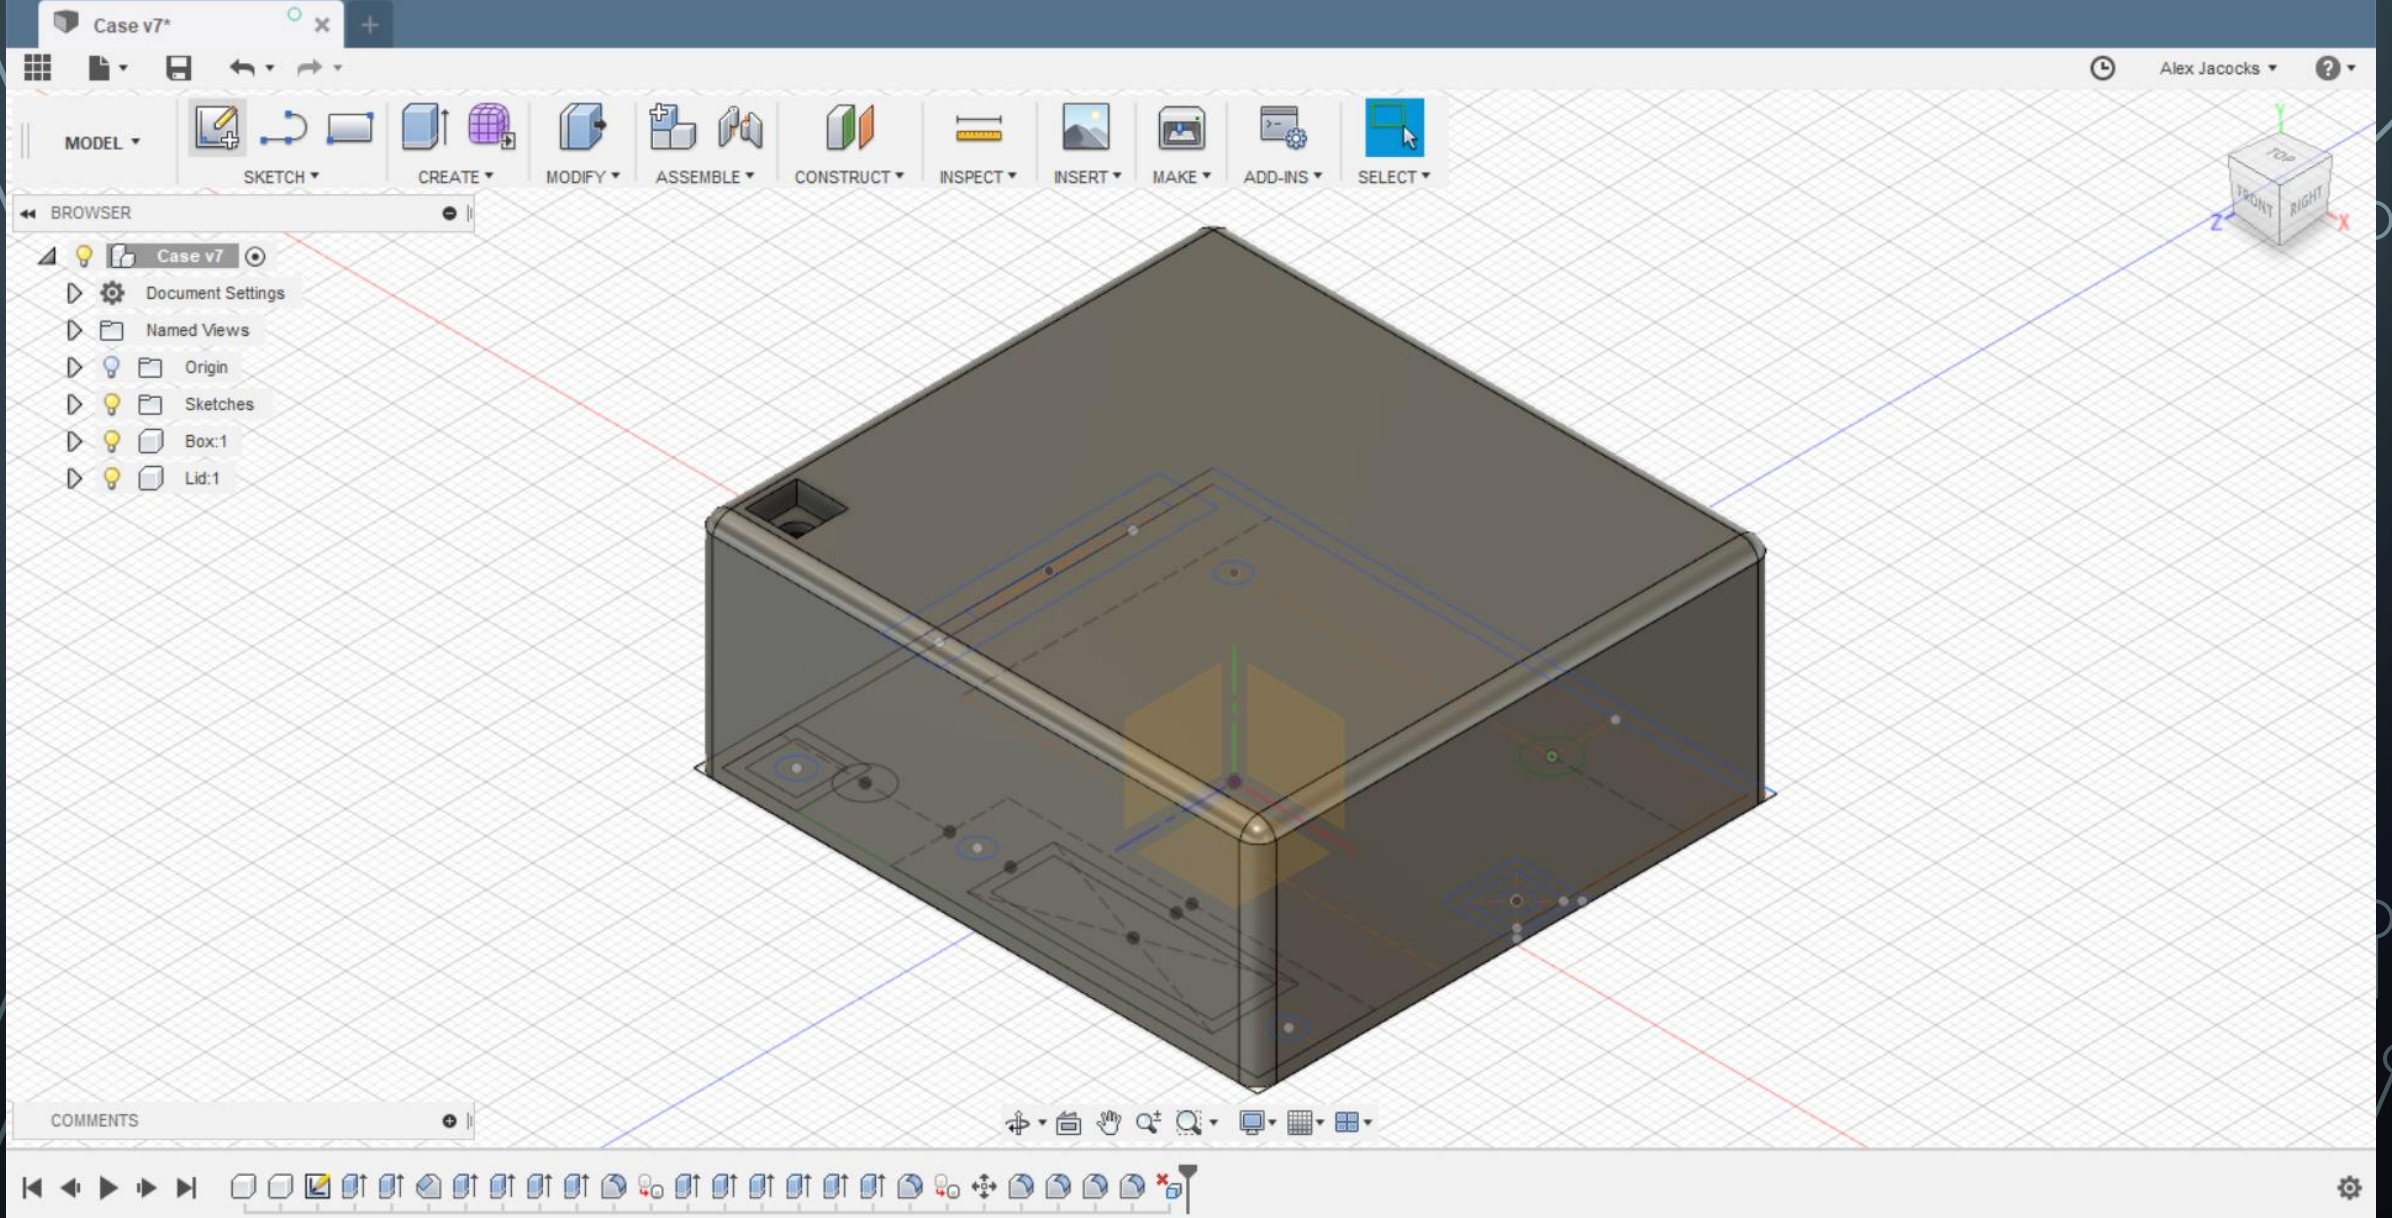 Case v7*
Alex Jacocks
MODEL
SKETCH
CREATE
MODIFY
ASSEMBLE
CONSTRUCT
INSPECT
INSERT
MAKE
ADD-INS
SELECT
Y
TOP
FRONT
RIGHT
Z
X
BROWSER
Case v7
Document Settings
Named Views
Origin
Sketches
Box:1
Lid:1
COMMENTS